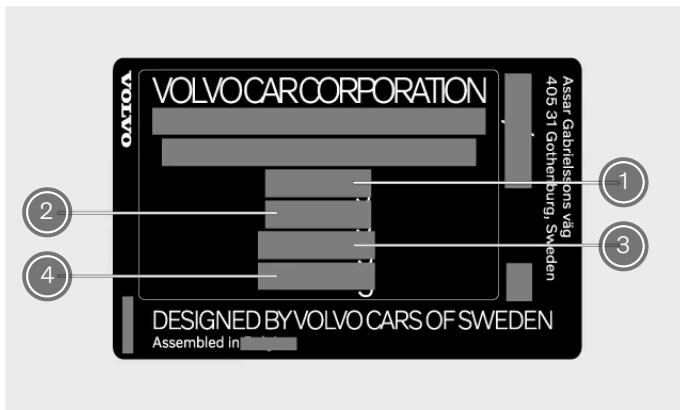 VOLVO
VOLVO CAR CORPORATION
Assar Gabrielssons väg
405 31 Gothenburg, Sweden
1
2
3
4
DESIGNED BY VOLVO CARS OF SWEDEN
Assembled in